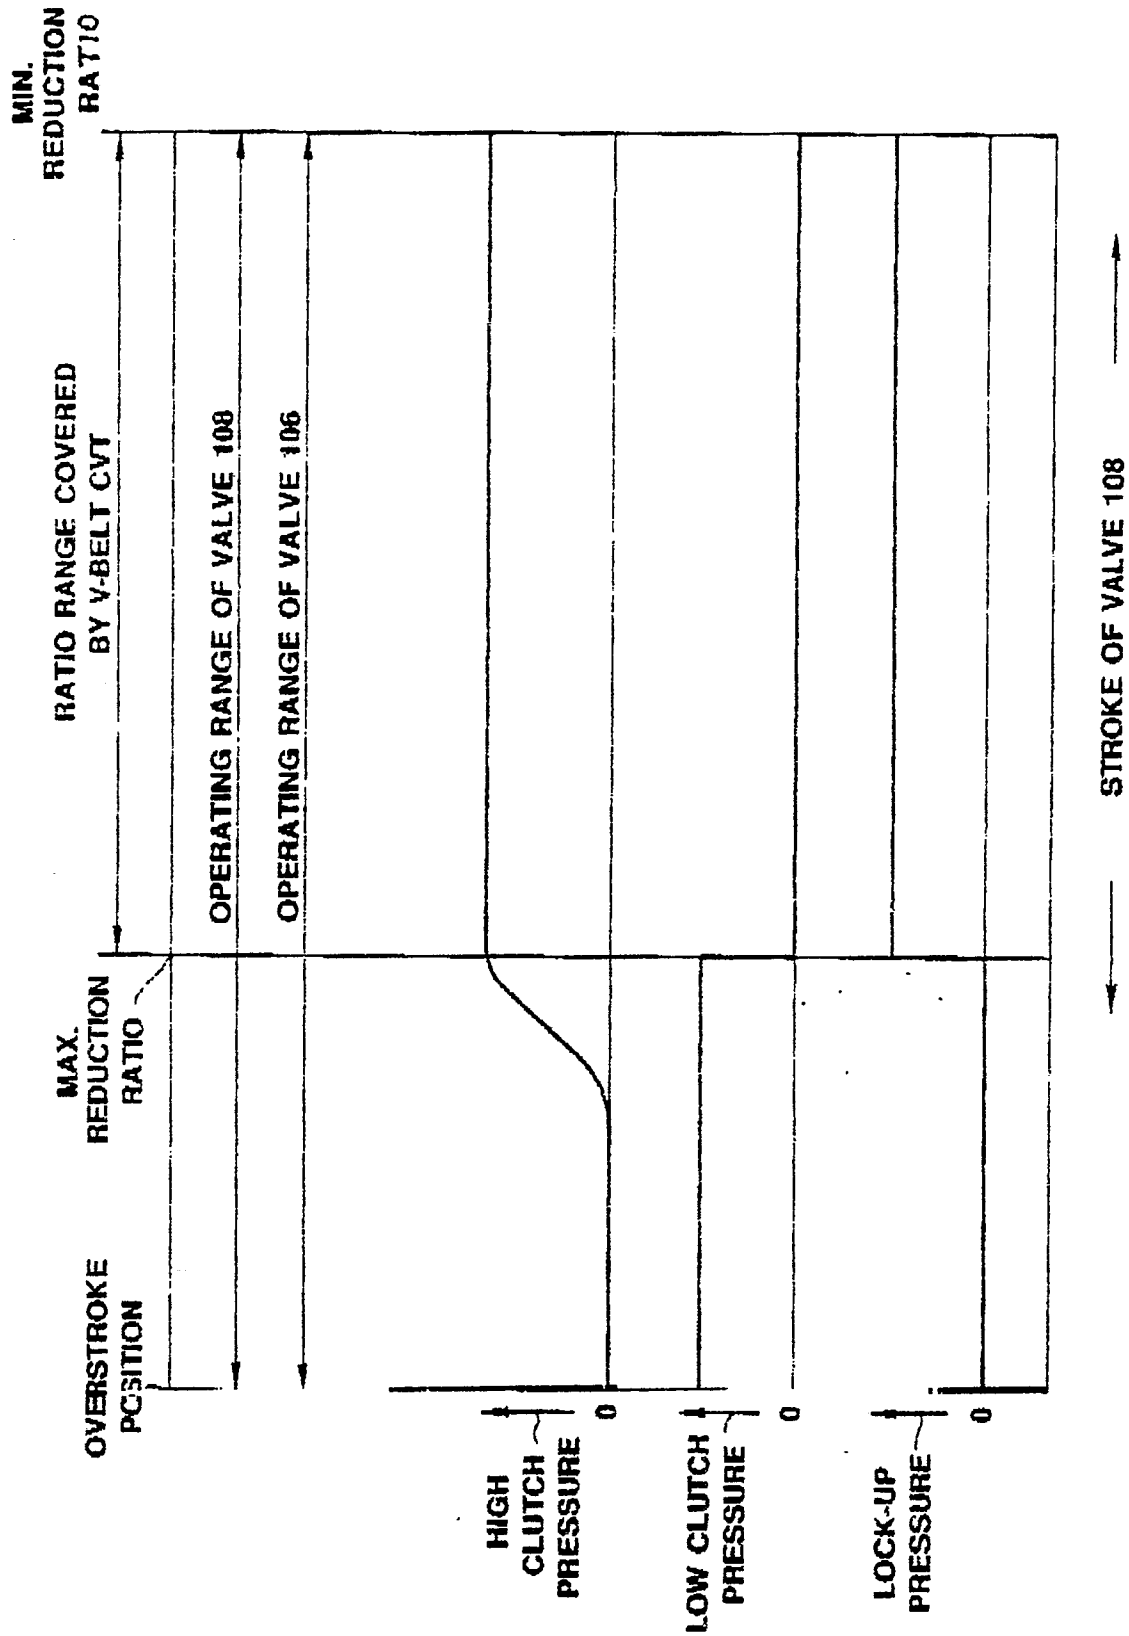 OVERSTROKE
POSITION
MAX.
REDUCTION
RATIO
RATIO RANGE COVERED
BY V-BELT CVT
MIN.
REDUCTION
RATIO
OPERATING RANGE OF VALVE 108
OPERATING RANGE OF VALVE 106
HIGH
CLUTCH
PRESSURE
0
LOW CLUTCH
PRESSURE
0
LOCK-UP
PRESSURE
0
STROKE OF VALVE 108